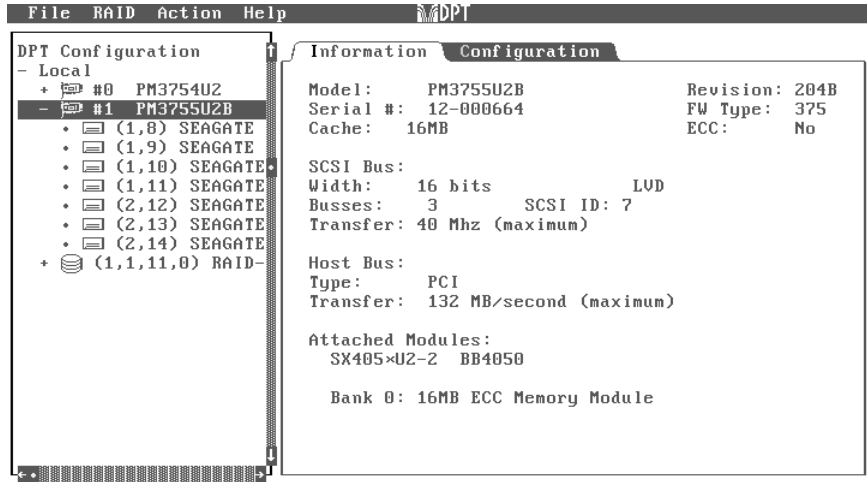 File RAID Action Help DPT
DPT Configuration
- Local
+ #0 PM3754U2
- #1 PM3755U2B
(1,8) SEAGATE
(1,9) SEAGATE
(1,10) SEAGATE
(1,11) SEAGATE
(2,12) SEAGATE
(2,13) SEAGATE
(2,14) SEAGATE
+ (1,1,11,0) RAID-
Information Configuration
Model: PM3755U2B Revision: 204B
Serial #: 12-000664 FW Type: 375
Cache: 16MB ECC: No
SCSI Bus:
Width: 16 bits LVD
Busses: 3 SCSI ID: 7
Transfer: 40 Mhz (maximum)
Host Bus:
Type: PCI
Transfer: 132 MB/second (maximum)
Attached Modules:
SX405×U2-2 BB4050
Bank 0: 16MB ECC Memory Module